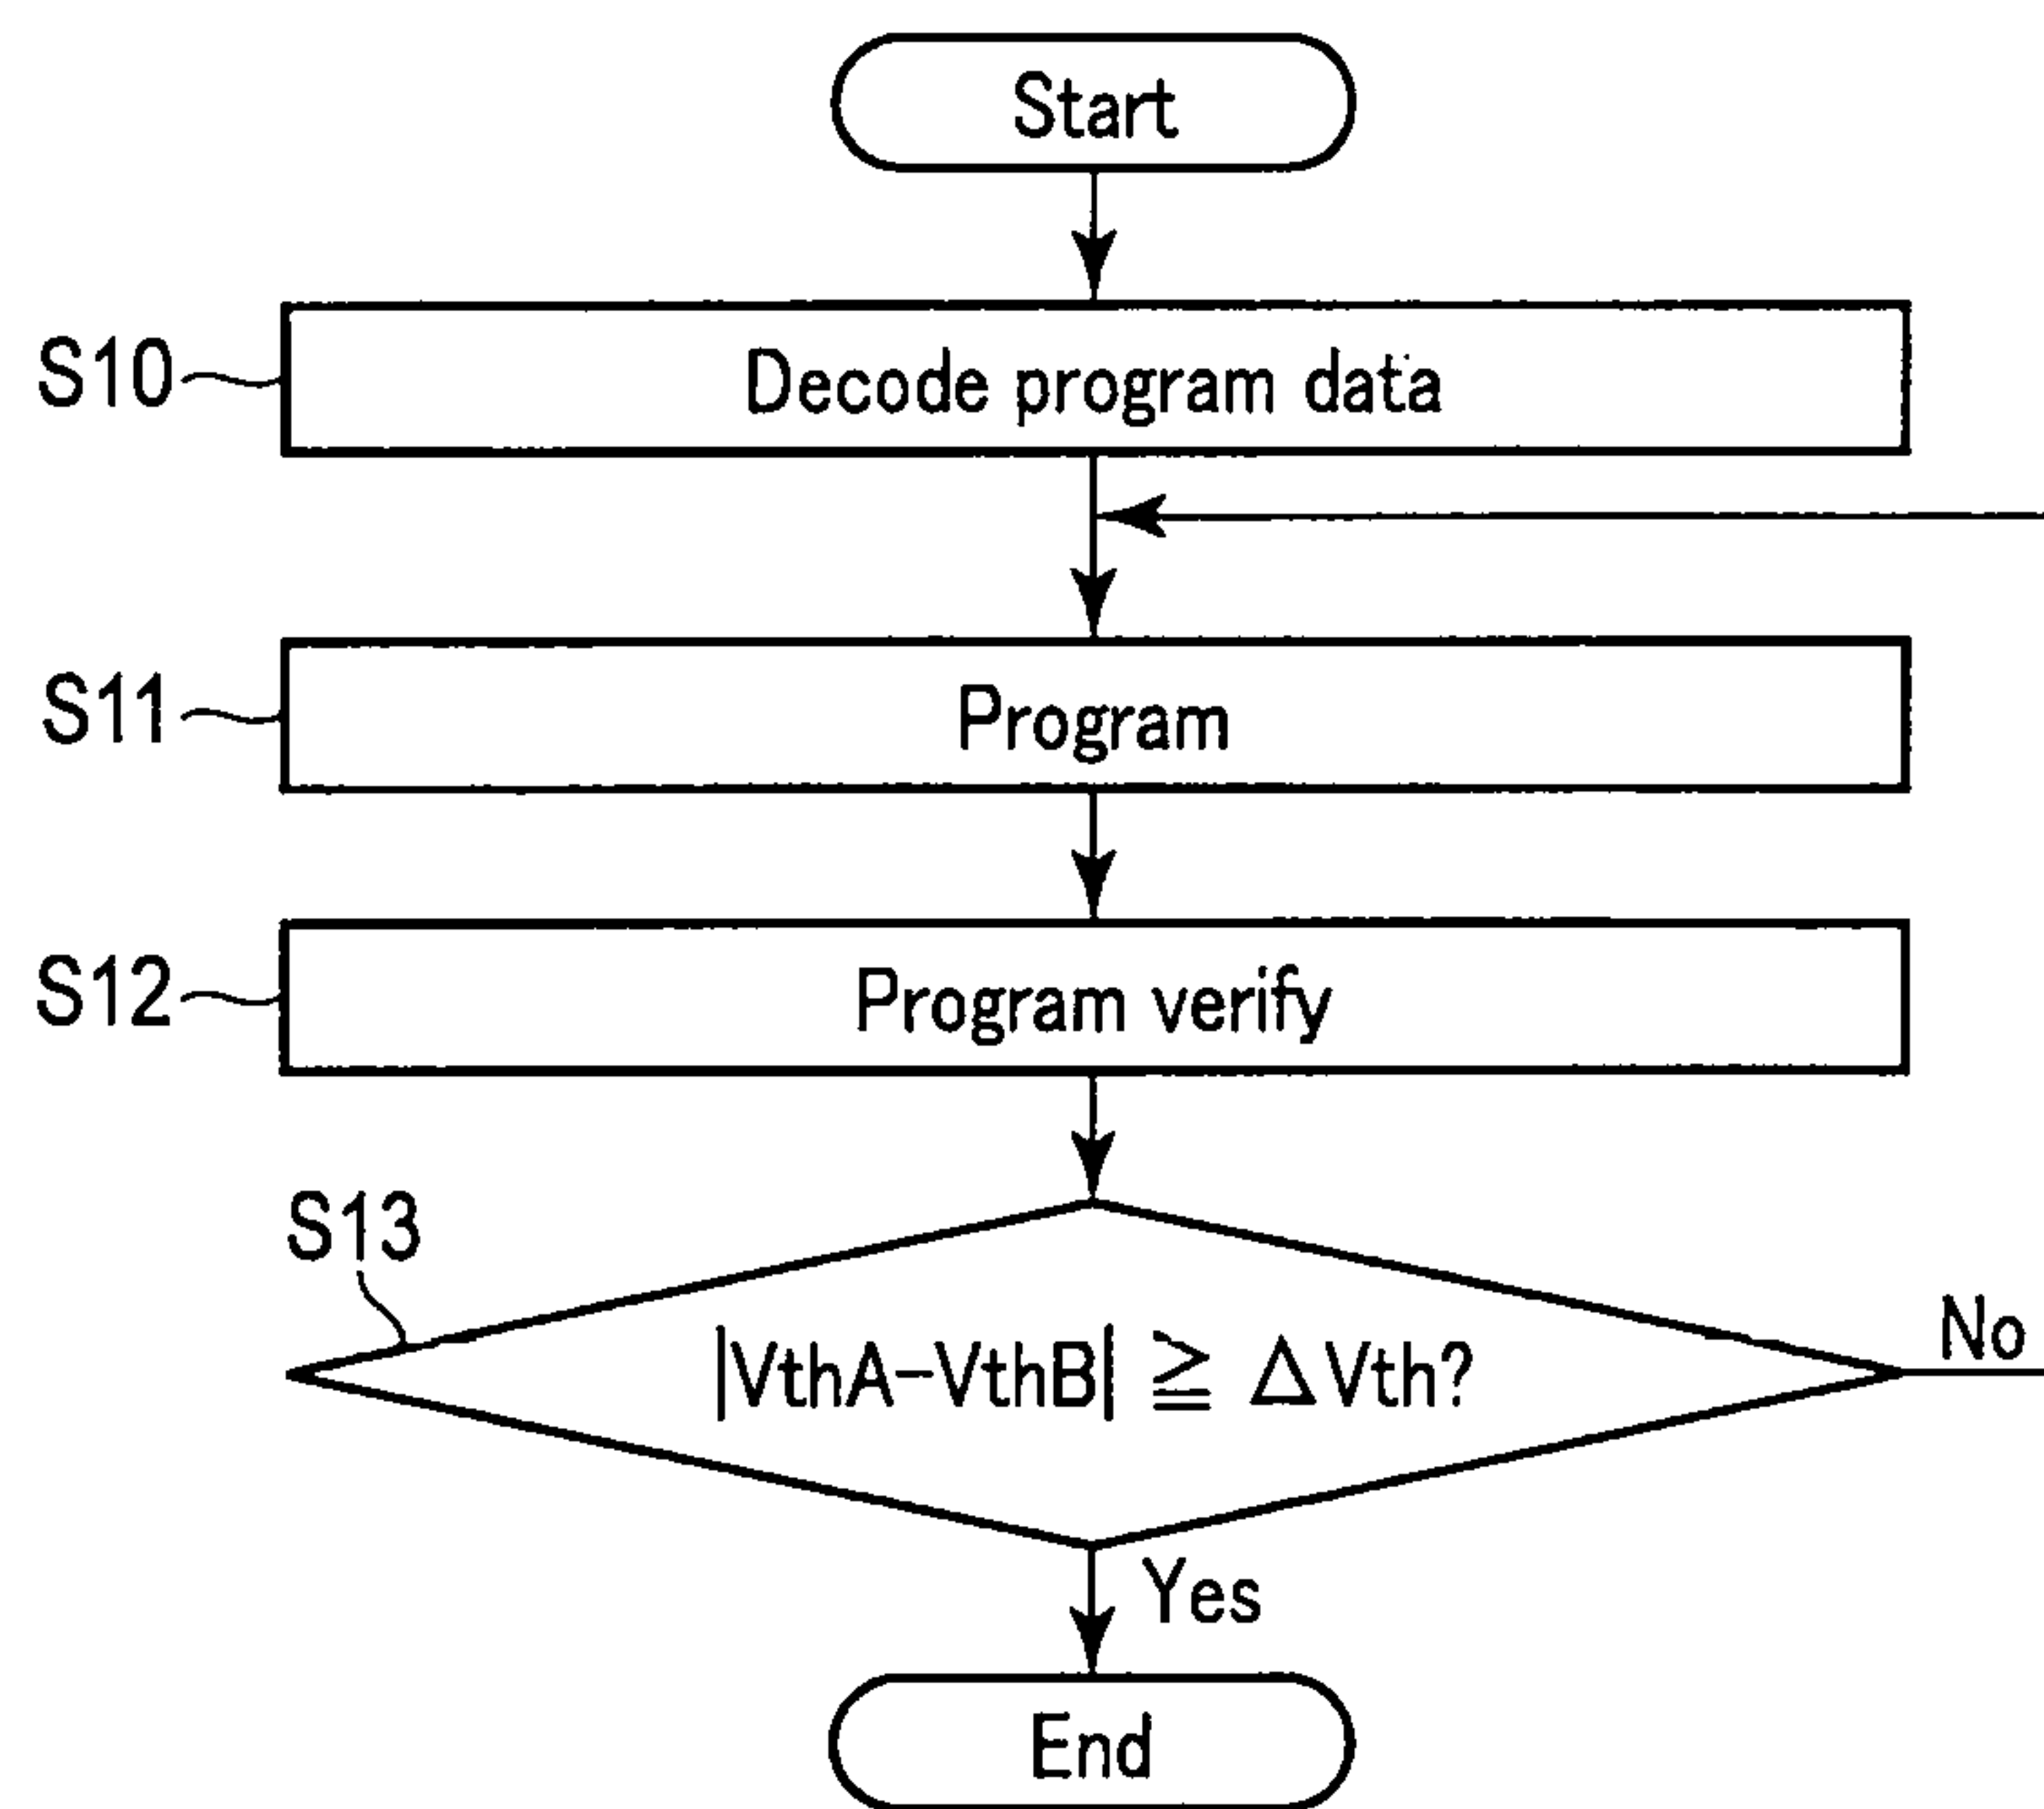 Start
S10
Decode program data
S11
Program
S12
Program verify
S13
|VthA-VthB| ≧ ΔVth?
No
Yes
End